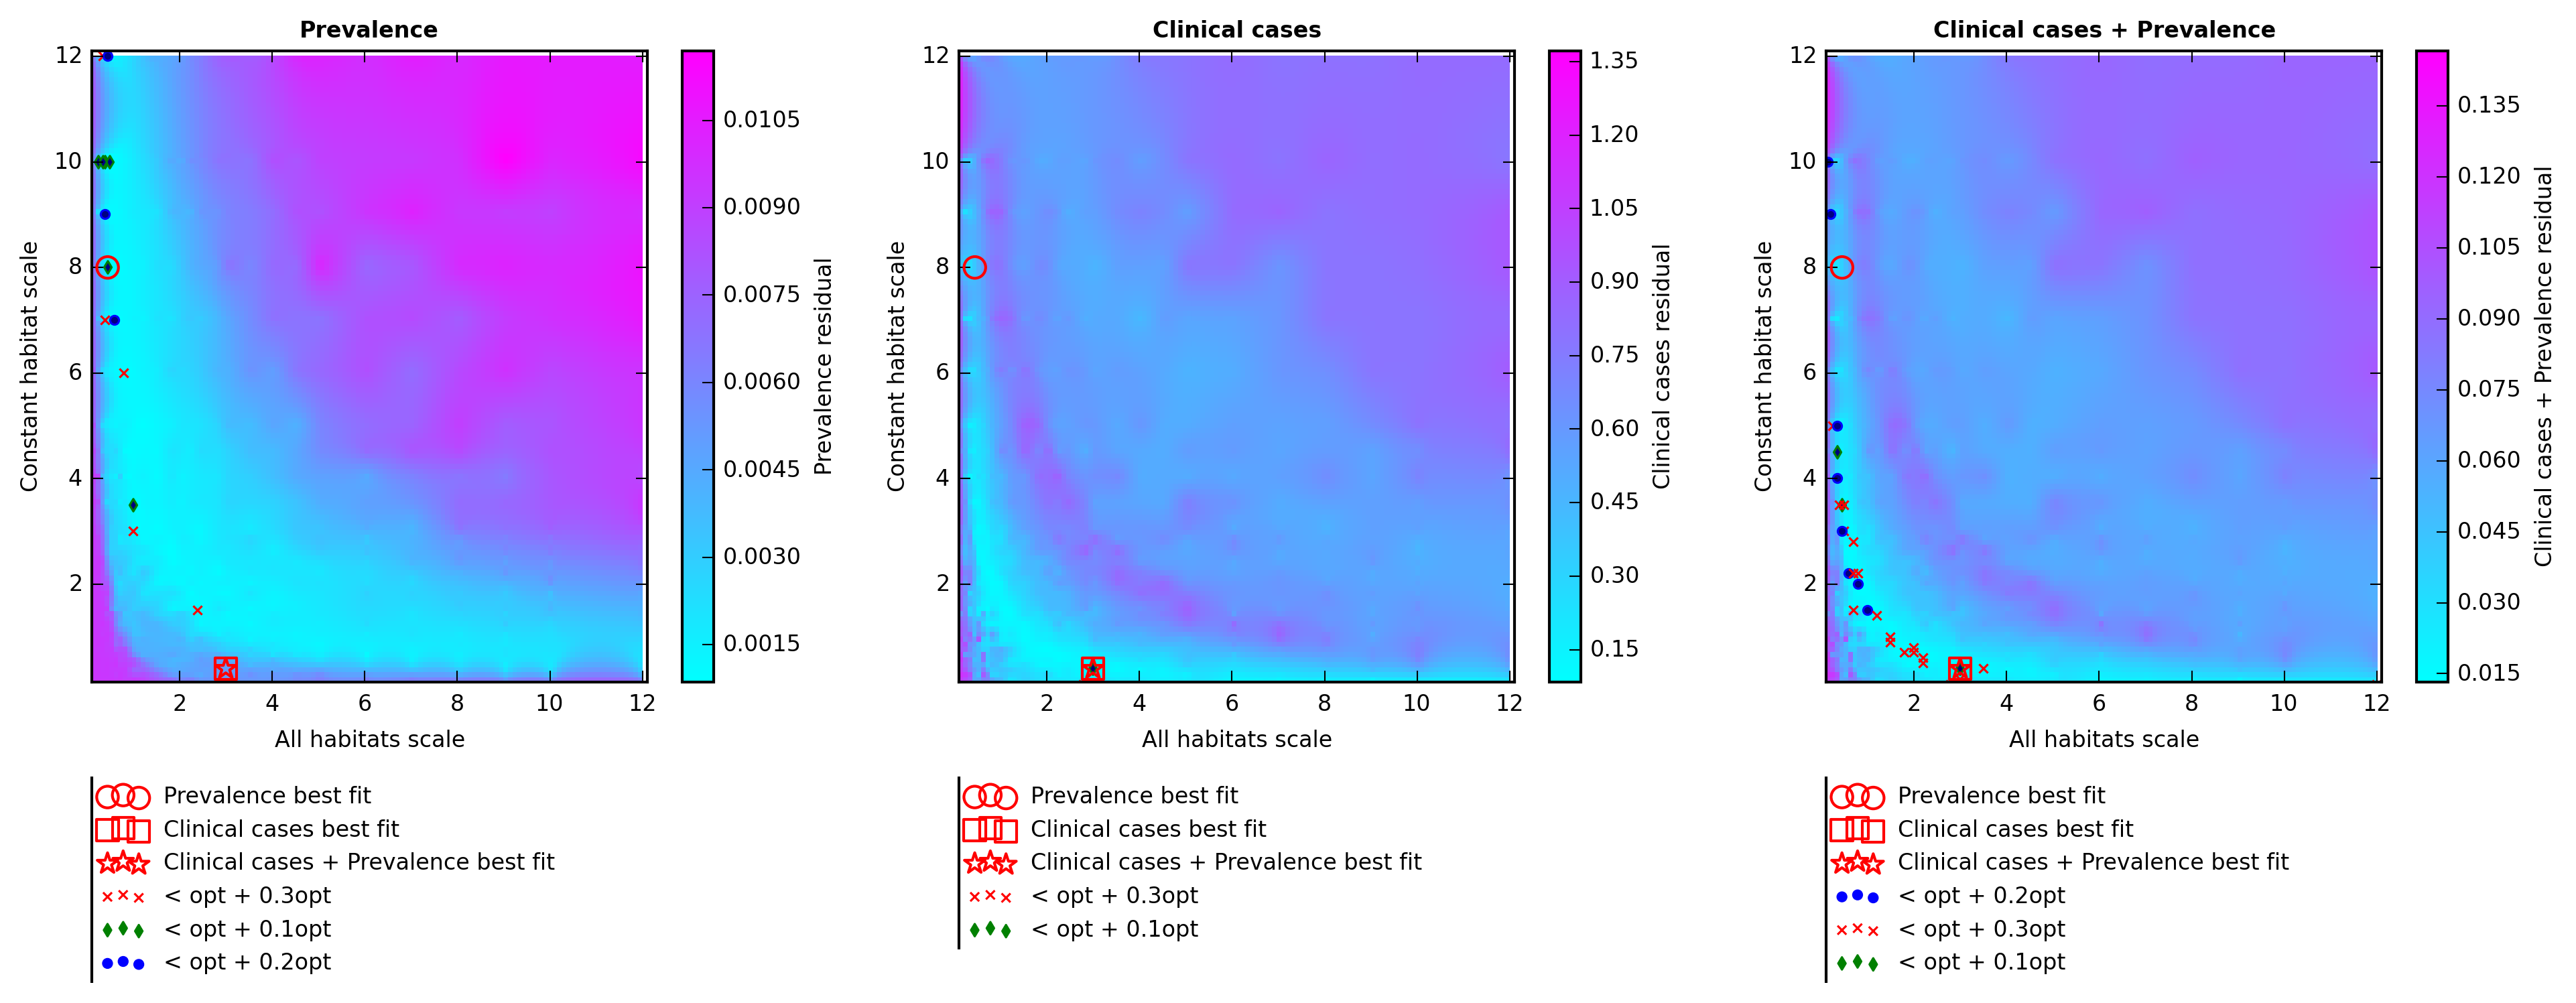 Prevalence
12
10
8
6
4
2
Constant habitat scale
2 4 6 8 10 12
All habitats scale
0.0105
0.0090
0.0075
0.0060
0.0045
0.0030
0.0015
Prevalence residual
Prevalence best fit
Clinical cases best fit
Clinical cases + Prevalence best fit
< opt + 0.3opt
< opt + 0.1opt
< opt + 0.2opt
Clinical cases
12
10
8
6
4
2
Constant habitat scale
2 4 6 8 10 12
All habitats scale
1.35
1.20
1.05
0.90
0.75
0.60
0.45
0.30
0.15
Clinical cases residual
Prevalence best fit
Clinical cases best fit
Clinical cases + Prevalence best fit
< opt + 0.3opt
< opt + 0.1opt
Clinical cases + Prevalence
12
10
8
6
4
2
Constant habitat scale
2 4 6 8 10 12
All habitats scale
0.135
0.120
0.105
0.090
0.075
0.060
0.045
0.030
0.015
Clinical cases + Prevalence residual
Prevalence best fit
Clinical cases best fit
Clinical cases + Prevalence best fit
< opt + 0.2opt
< opt + 0.3opt
< opt + 0.1opt